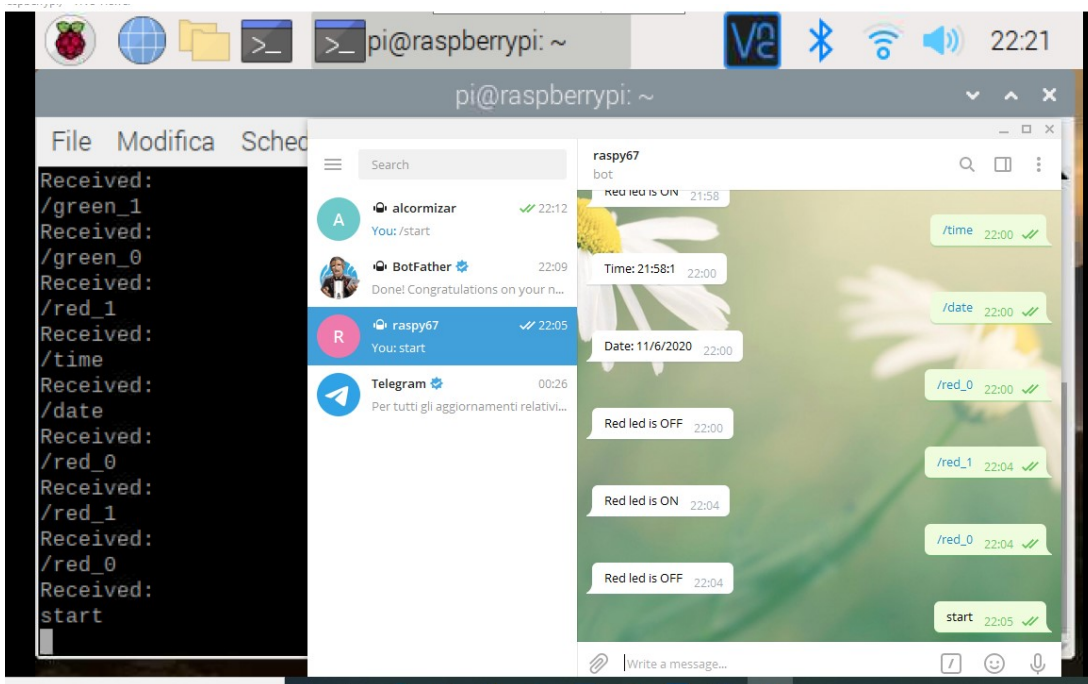 pi@raspberrypi: ~
22:21
pi@raspberrypi: ~
File Modifica Sched
Received:
/green_1
Received:
/green_0
Received:
/red_1
Received:
/time
Received:
/date
Received:
/red_0
Received:
/red_1
Received:
/red_0
Received:
start
Search
A
alcormizar 22:12
You: /start
BotFather 22:09
Done! Congratulations on your n...
R
raspy67 22:05
You: start
Telegram 00:26
Per tutti gli aggiornamenti relativi...
raspy67
bot
Red led is ON 21:58
/time 22:00
Time: 21:58:1 22:00
/date 22:00
Date: 11/6/2020 22:00
/red_0 22:00
Red led is OFF 22:00
/red_1 22:04
Red led is ON 22:04
/red_0 22:04
Red led is OFF 22:04
start 22:05
Write a message...